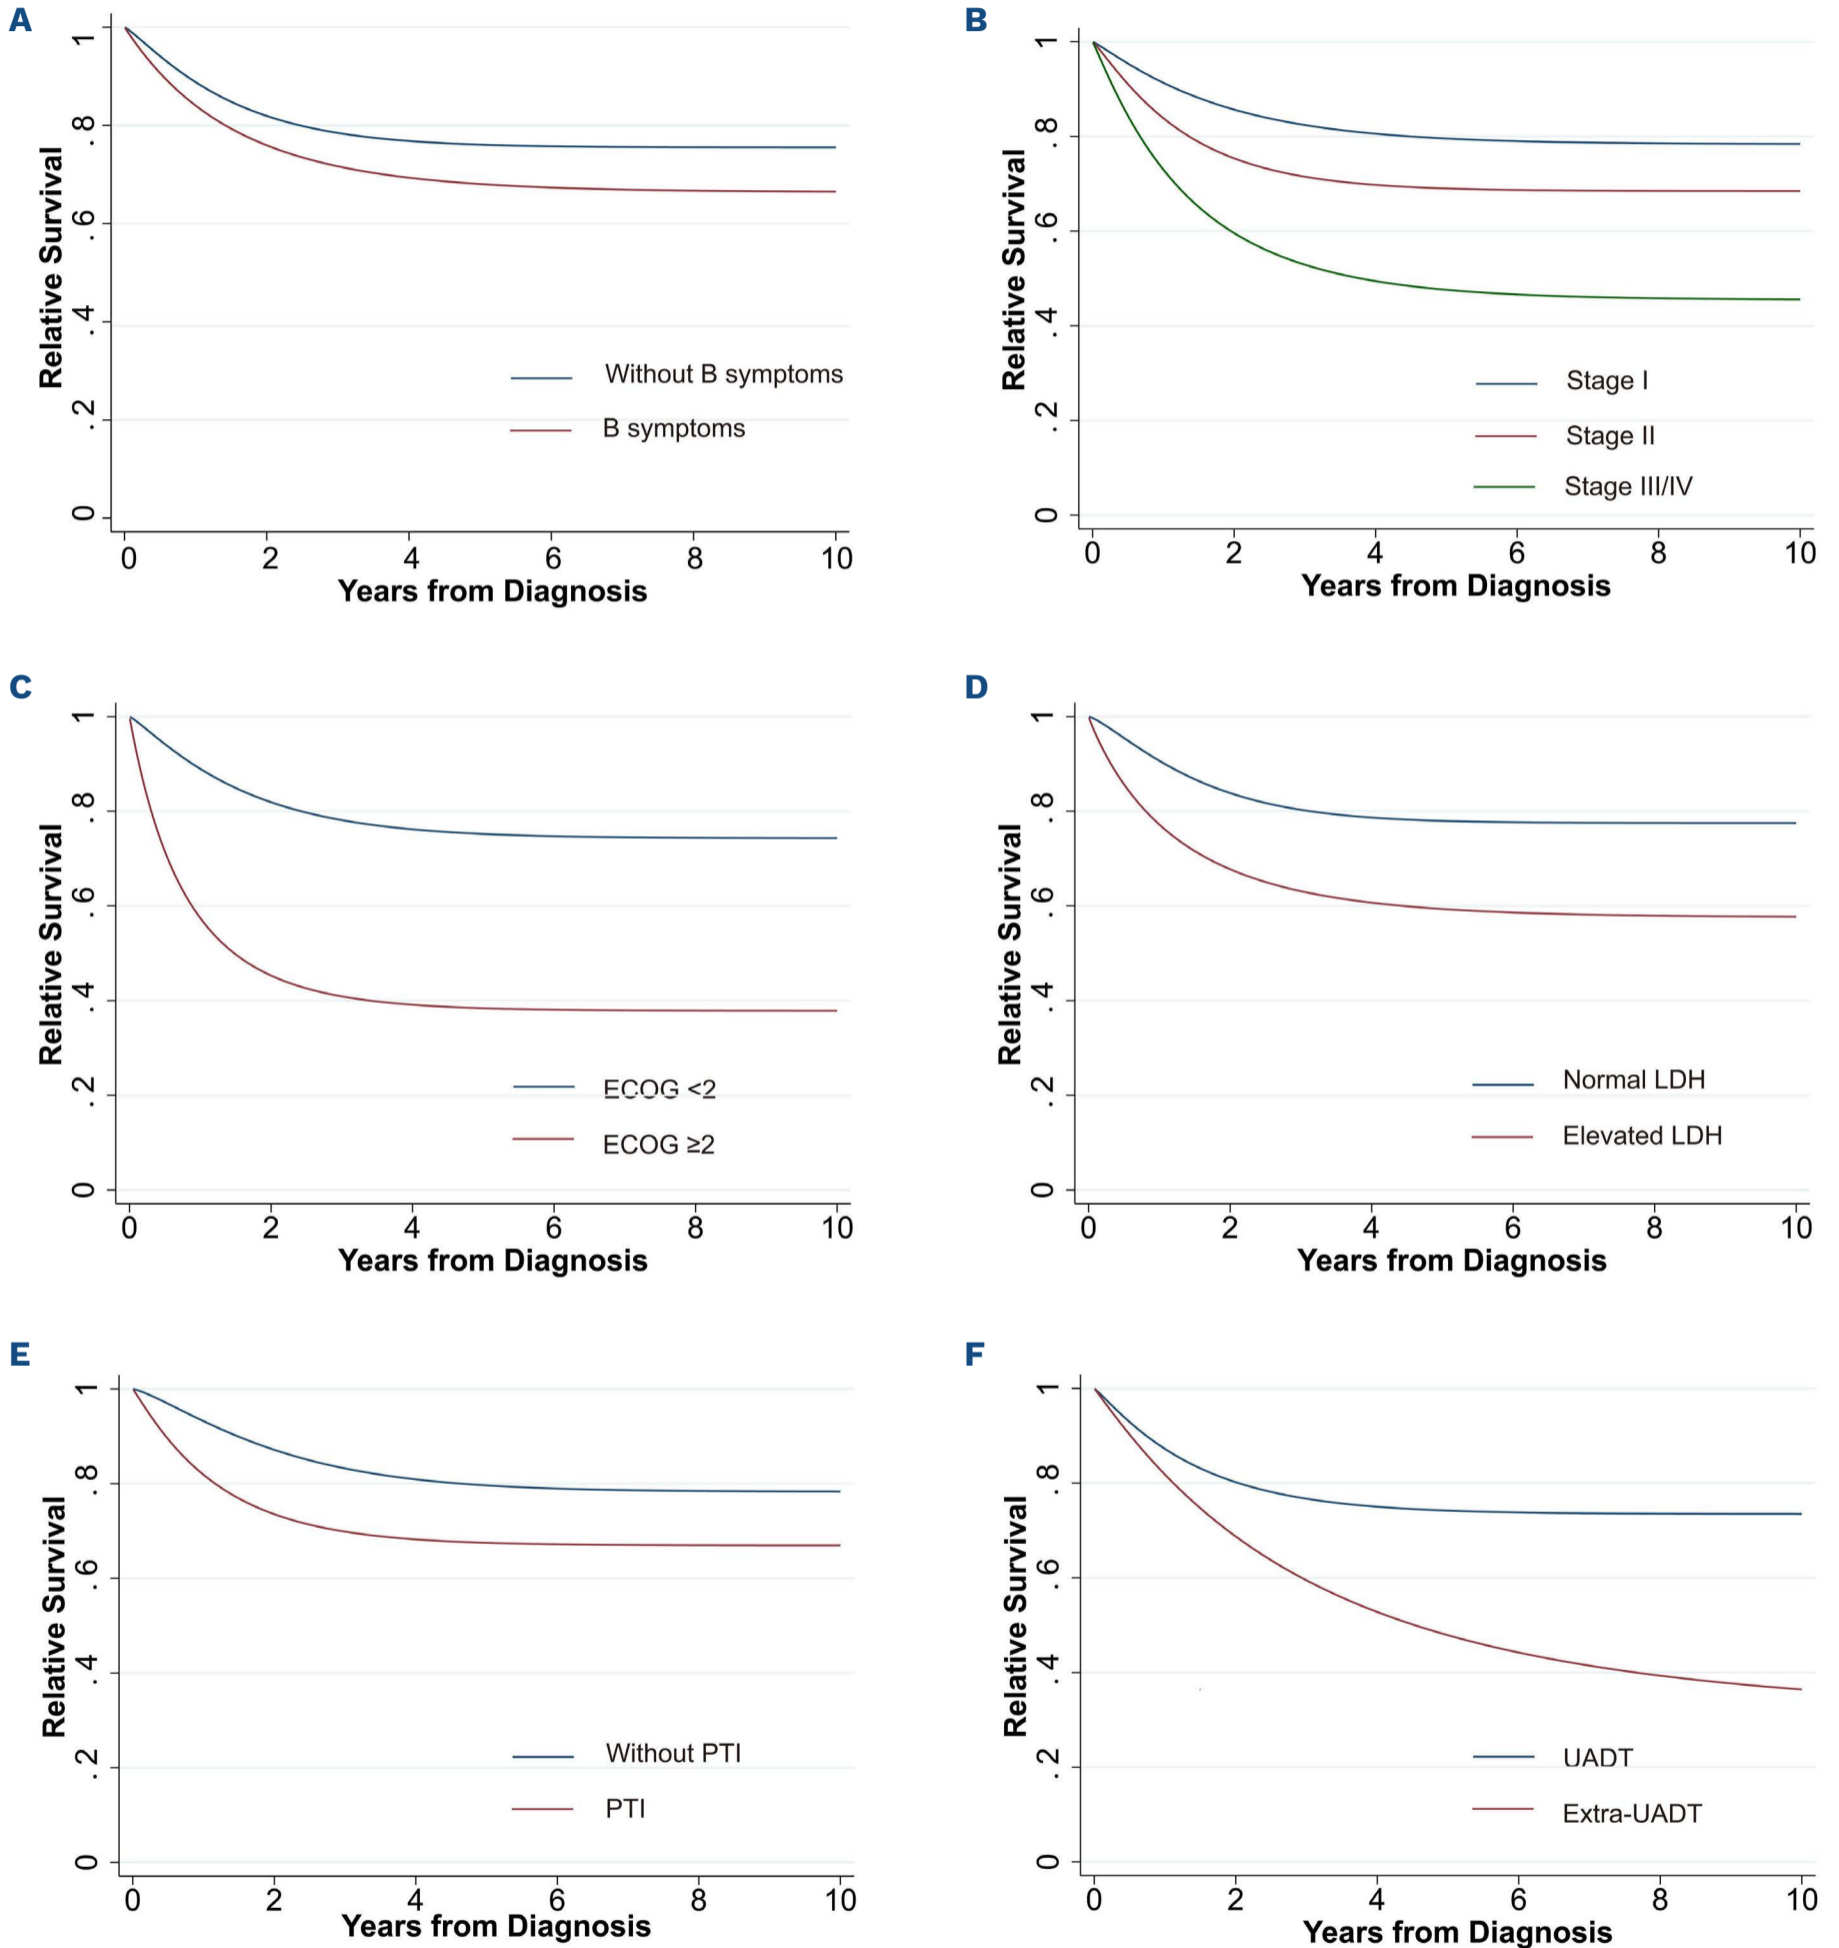 A
Relative Survival
1
.8
.6
.4
.2
0
Without B symptoms
B symptoms
0 2 4 6 8 10
Years from Diagnosis
B
Relative Survival
1
.8
.6
.4
.2
0
Stage I
Stage II
Stage III/IV
0 2 4 6 8 10
Years from Diagnosis
C
Relative Survival
1
.8
.6
.4
.2
0
ECOG <2
ECOG ≥2
0 2 4 6 8 10
Years from Diagnosis
D
Relative Survival
1
.8
.6
.4
.2
0
Normal LDH
Elevated LDH
0 2 4 6 8 10
Years from Diagnosis
E
Relative Survival
1
.8
.6
.4
.2
0
Without PTI
PTI
0 2 4 6 8 10
Years from Diagnosis
F
Relative Survival
1
.8
.6
.4
.2
0
UADT
Extra-UADT
0 2 4 6 8 10
Years from Diagnosis